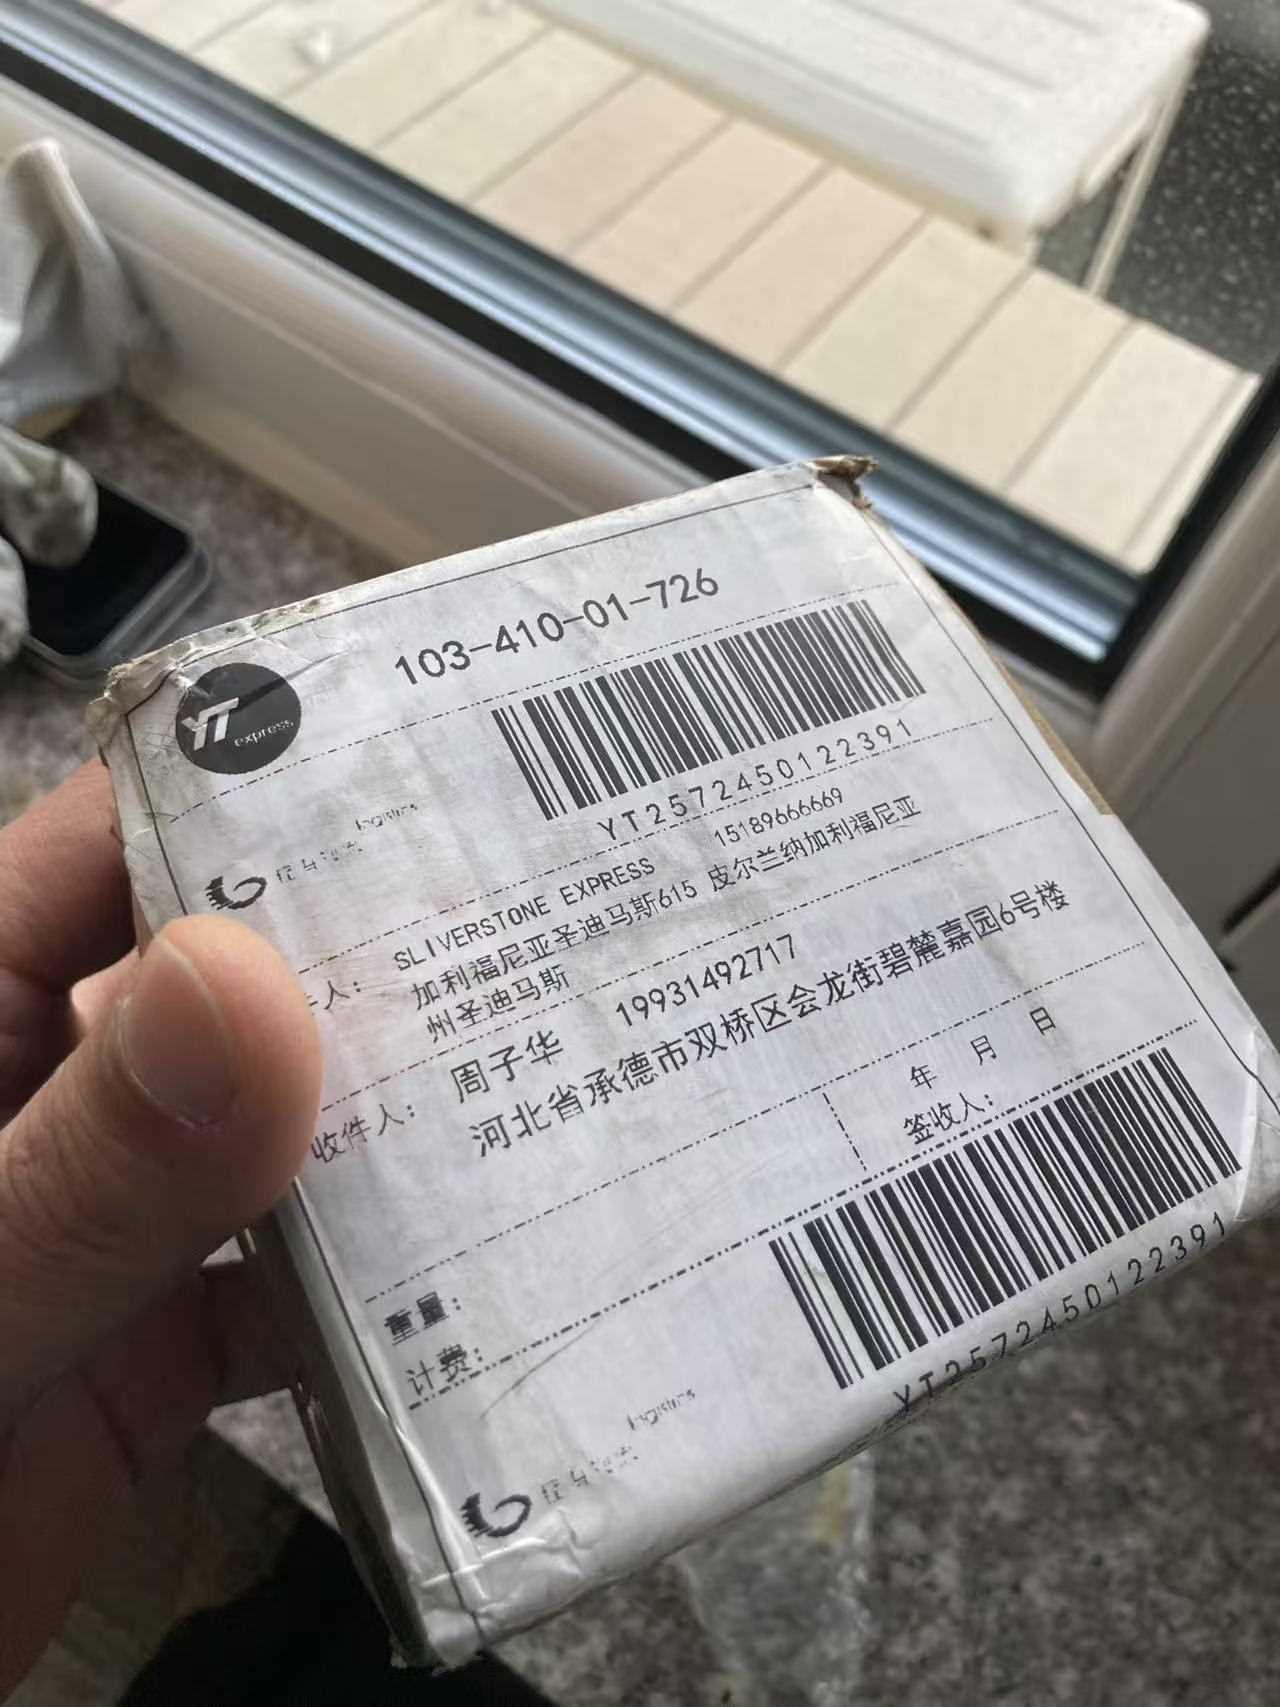 103-410-01-726
YT express
YT2572450122391
SLIVERSTONE EXPRESS 15189666669
件人: 加利福尼亚圣迪马斯615 皮尔兰纳加利福尼亚
州圣迪马斯
周子华 19931492717
收件人: 河北省承德市双桥区会龙街碧麓嘉园6号楼
年 月 日
签收人:
重量:
计费:
YT2572450122391